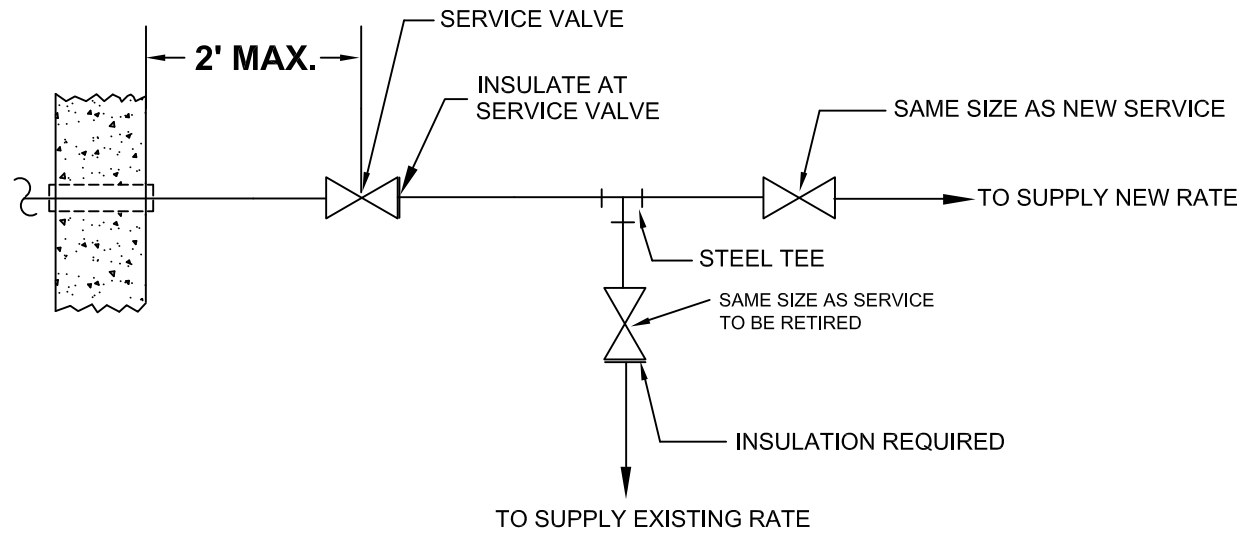 SERVICE VALVE
2' MAX.
INSULATE AT
SERVICE VALVE
SAME SIZE AS NEW SERVICE
TO SUPPLY NEW RATE
STEEL TEE
SAME SIZE AS SERVICE
TO BE RETIRED
INSULATION REQUIRED
TO SUPPLY EXISTING RATE